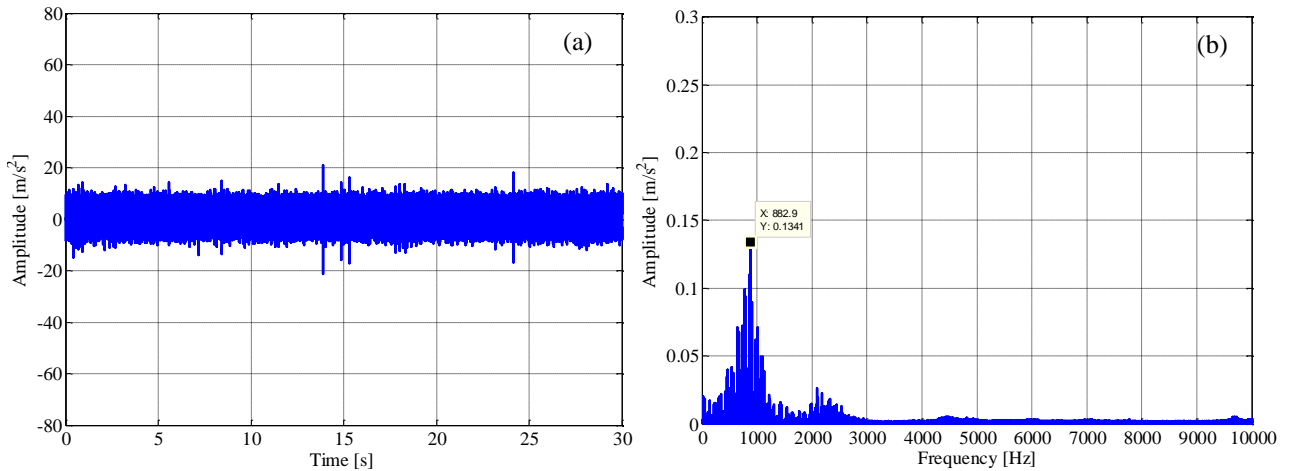 (a)
80
60
40
20
0
-20
-40
-60
-80
Amplitude [m/s²]
0 5 10 15 20 25 30
Time [s]
(b)
0.3
0.25
0.2
0.15
0.1
0.05
0
Amplitude [m/s²]
X: 882.9
Y: 0.1341
0 1000 2000 3000 4000 5000 6000 7000 8000 9000 10000
Frequency [Hz]